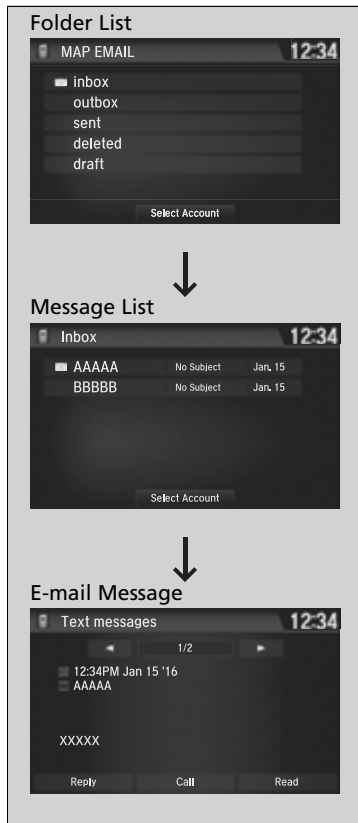 Folder List
MAP EMAIL 12:34
inbox
outbox
sent
deleted
draft
Select Account
Message List
Inbox 12:34
AAAAA No Subject Jan. 15
BBBBB No Subject Jan. 15
Select Account
E-mail Message
Text messages 12:34
1/2
12:34PM Jan 15 '16
AAAAA
XXXXX
Reply Call Read